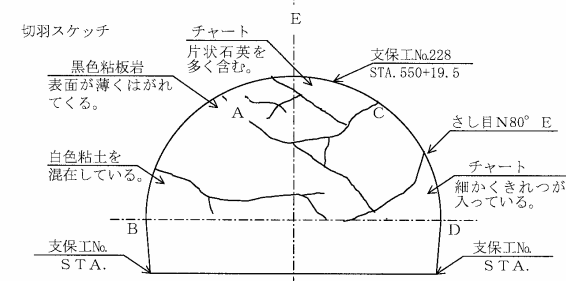 E
切羽スケッチ
チャート
片状石英を
多く含む。
支保工No.228
STA.550+19.5
黒色粘板岩
表面が薄くはがれ
てくる。
A
C
さし目N80°E
白色粘土を
混在している。
チャート
細かくきれつが
入っている。
B
D
支保工No.
STA.
支保工No.
STA.